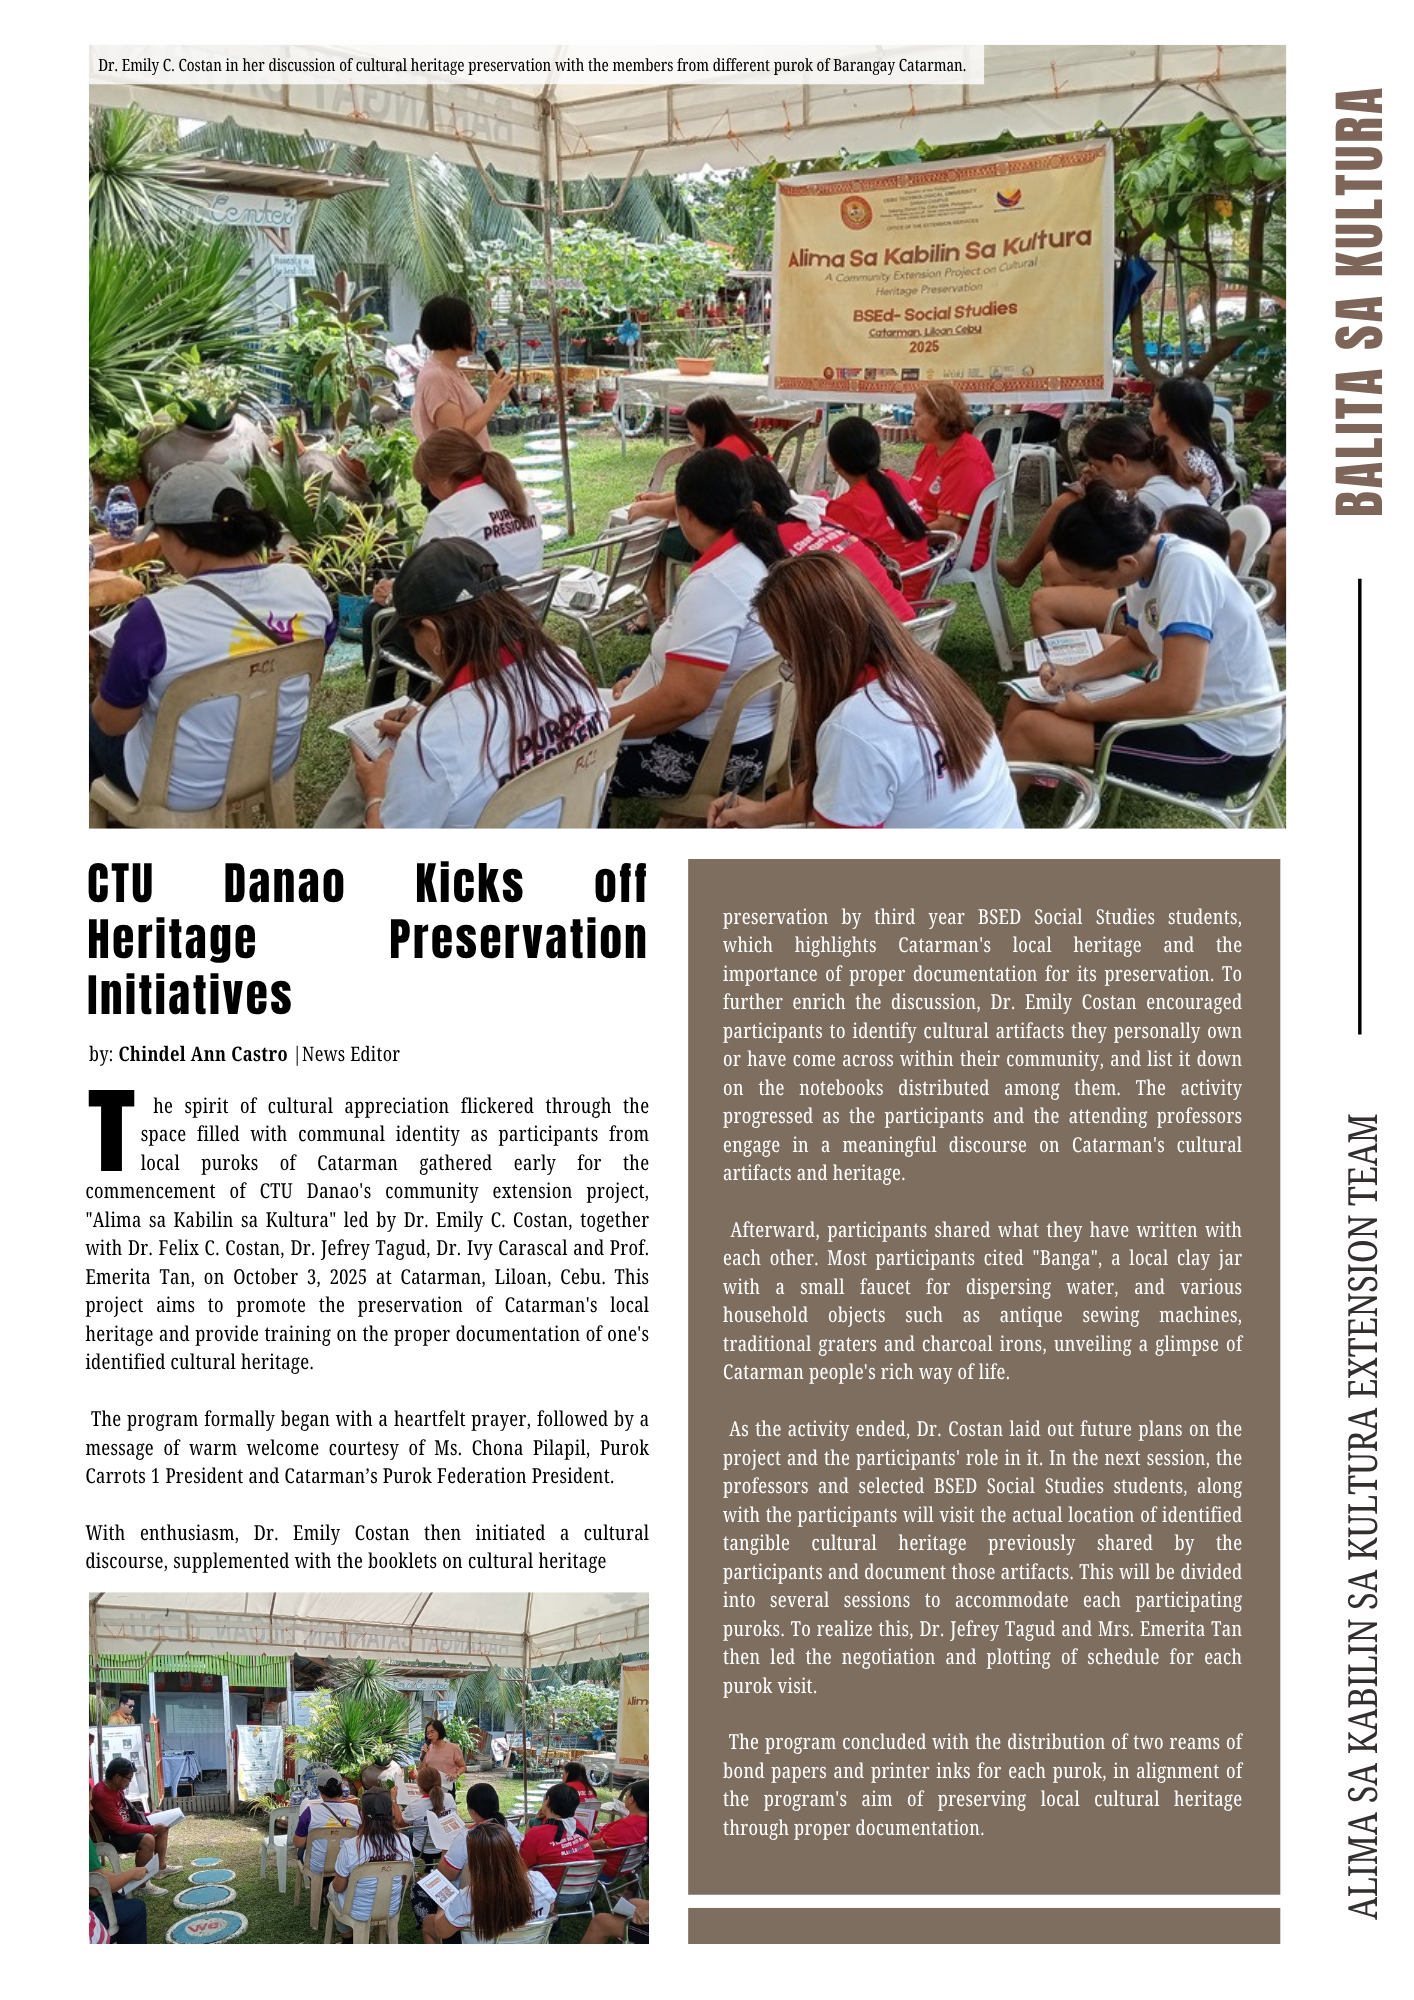 Dr. Emily C. Costan in her discussion of cultural heritage preservation with the members from different purok of Barangay Catarman.
Center
Alima Sa Kabilin Sa Kultura
A Community Extension Project on Cultural
Heritage Preservation
BSEd- Social Studies
Catarman, Liloan Cebu
2025
PUROK
PRESIDENT
BCI
PUROK
PRESIDENT
BCI
BALITA SA KULTURA
CTU Danao Kicks off
Heritage Preservation
Initiatives
by: Chindel Ann Castro |News Editor
The spirit of cultural appreciation flickered through the
space filled with communal identity as participants from
local puroks of Catarman gathered early for the
commencement of CTU Danao's community extension project,
"Alima sa Kabilin sa Kultura" led by Dr. Emily C. Costan, together
with Dr. Felix C. Costan, Dr. Jefrey Tagud, Dr. Ivy Carascal and Prof.
Emerita Tan, on October 3, 2025 at Catarman, Liloan, Cebu. This
project aims to promote the preservation of Catarman's local
heritage and provide training on the proper documentation of one's
identified cultural heritage.
The program formally began with a heartfelt prayer, followed by a
message of warm welcome courtesy of Ms. Chona Pilapil, Purok
Carrots 1 President and Catarman’s Purok Federation President.
With enthusiasm, Dr. Emily Costan then initiated a cultural
discourse, supplemented with the booklets on cultural heritage
preservation by third year BSED Social Studies students,
which highlights Catarman's local heritage and the
importance of proper documentation for its preservation. To
further enrich the discussion, Dr. Emily Costan encouraged
participants to identify cultural artifacts they personally own
or have come across within their community, and list it down
on the notebooks distributed among them. The activity
progressed as the participants and the attending professors
engage in a meaningful discourse on Catarman's cultural
artifacts and heritage.
Afterward, participants shared what they have written with
each other. Most participants cited "Banga", a local clay jar
with a small faucet for dispersing water, and various
household objects such as antique sewing machines,
traditional graters and charcoal irons, unveiling a glimpse of
Catarman people's rich way of life.
As the activity ended, Dr. Costan laid out future plans on the
project and the participants' role in it. In the next session, the
professors and selected BSED Social Studies students, along
with the participants will visit the actual location of identified
tangible cultural heritage previously shared by the
participants and document those artifacts. This will be divided
into several sessions to accommodate each participating
puroks. To realize this, Dr. Jefrey Tagud and Mrs. Emerita Tan
then led the negotiation and plotting of schedule for each
purok visit.
The program concluded with the distribution of two reams of
bond papers and printer inks for each purok, in alignment of
the program's aim of preserving local cultural heritage
through proper documentation.
ALIMA SA KABILIN SA KULTURA EXTENSION TEAM